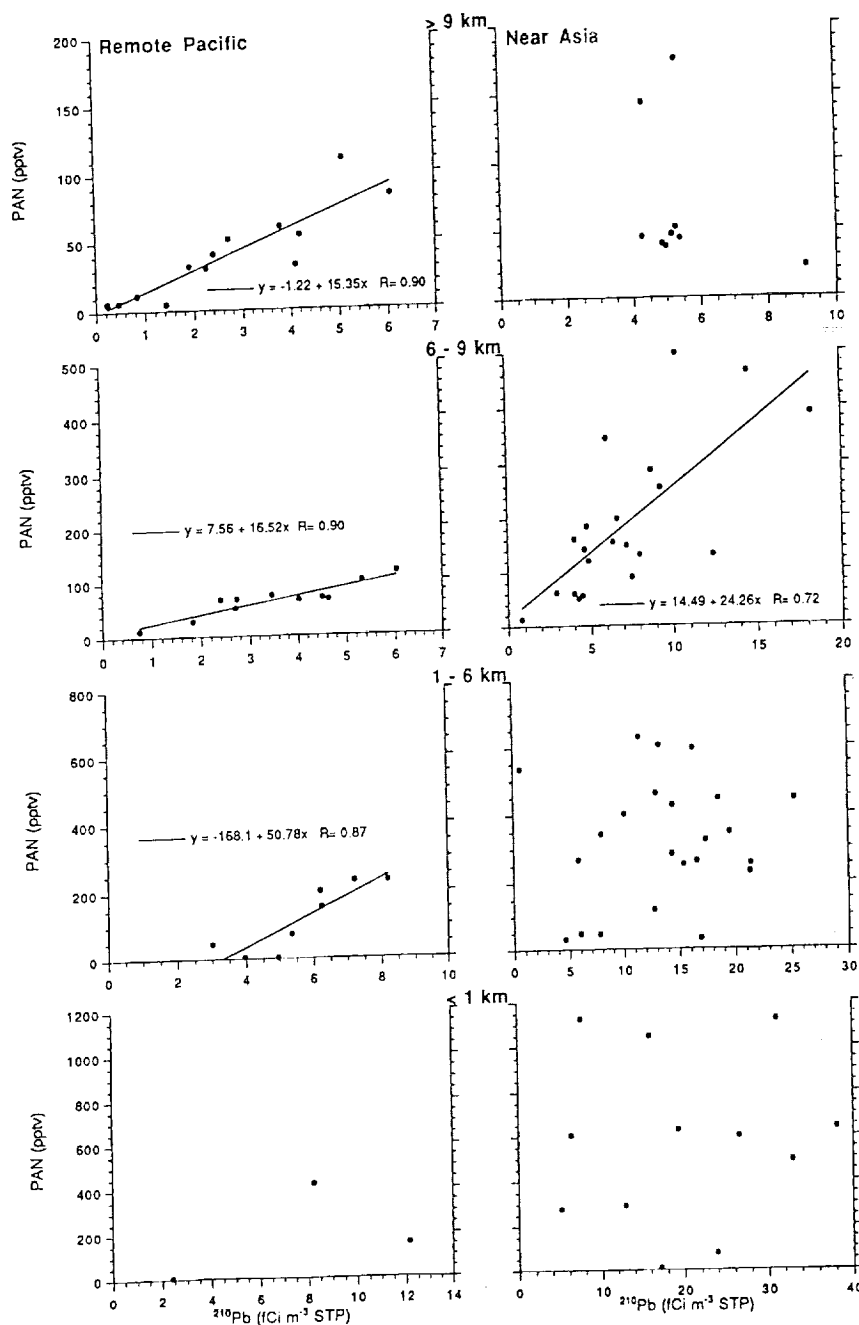 > 9 km
Remote Pacific
Near Asia
200
150
100
50
0
PAN (pptv)
y = -1.22 + 15.35x R= 0.90
0 1 2 3 4 5 6 7
0 2 4 6 8 10
6 - 9 km
500
400
300
200
100
0
PAN (pptv)
y = 7.56 + 16.52x R= 0.90
y = 14.49 + 24.26x R= 0.72
0 1 2 3 4 5 6 7
0 5 10 15 20
1 - 6 km
800
600
400
200
0
PAN (pptv)
y = -168.1 + 50.78x R= 0.87
0 2 4 6 8 10
0 5 10 15 20 25 30
< 1 km
1200
1000
800
600
400
200
0
PAN (pptv)
0 2 4 6 8 10 12 14
0 10 20 30 40
²¹⁰Pb (fCi m⁻³ STP)
²¹⁰Pb (fCi m⁻³ STP)